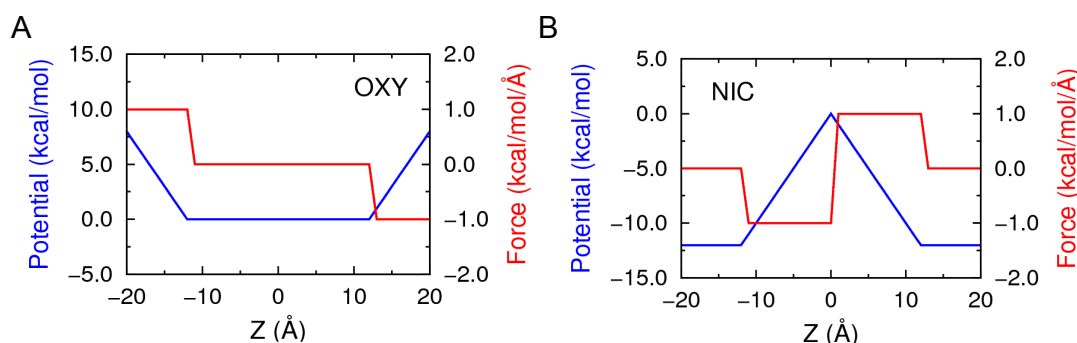 A
15.0
10.0
5.0
0.0
−5.0
Potential (kcal/mol)
OXY
2.0
1.0
0.0
−1.0
−2.0
Force (kcal/mol/Å)
−20 −10 0 10 20
Z (Å)
B
5.0
0.0
−5.0
−10.0
−15.0
Potential (kcal/mol)
NIC
2.0
1.0
0.0
−1.0
−2.0
Force (kcal/mol/Å)
−20 −10 0 10 20
Z (Å)